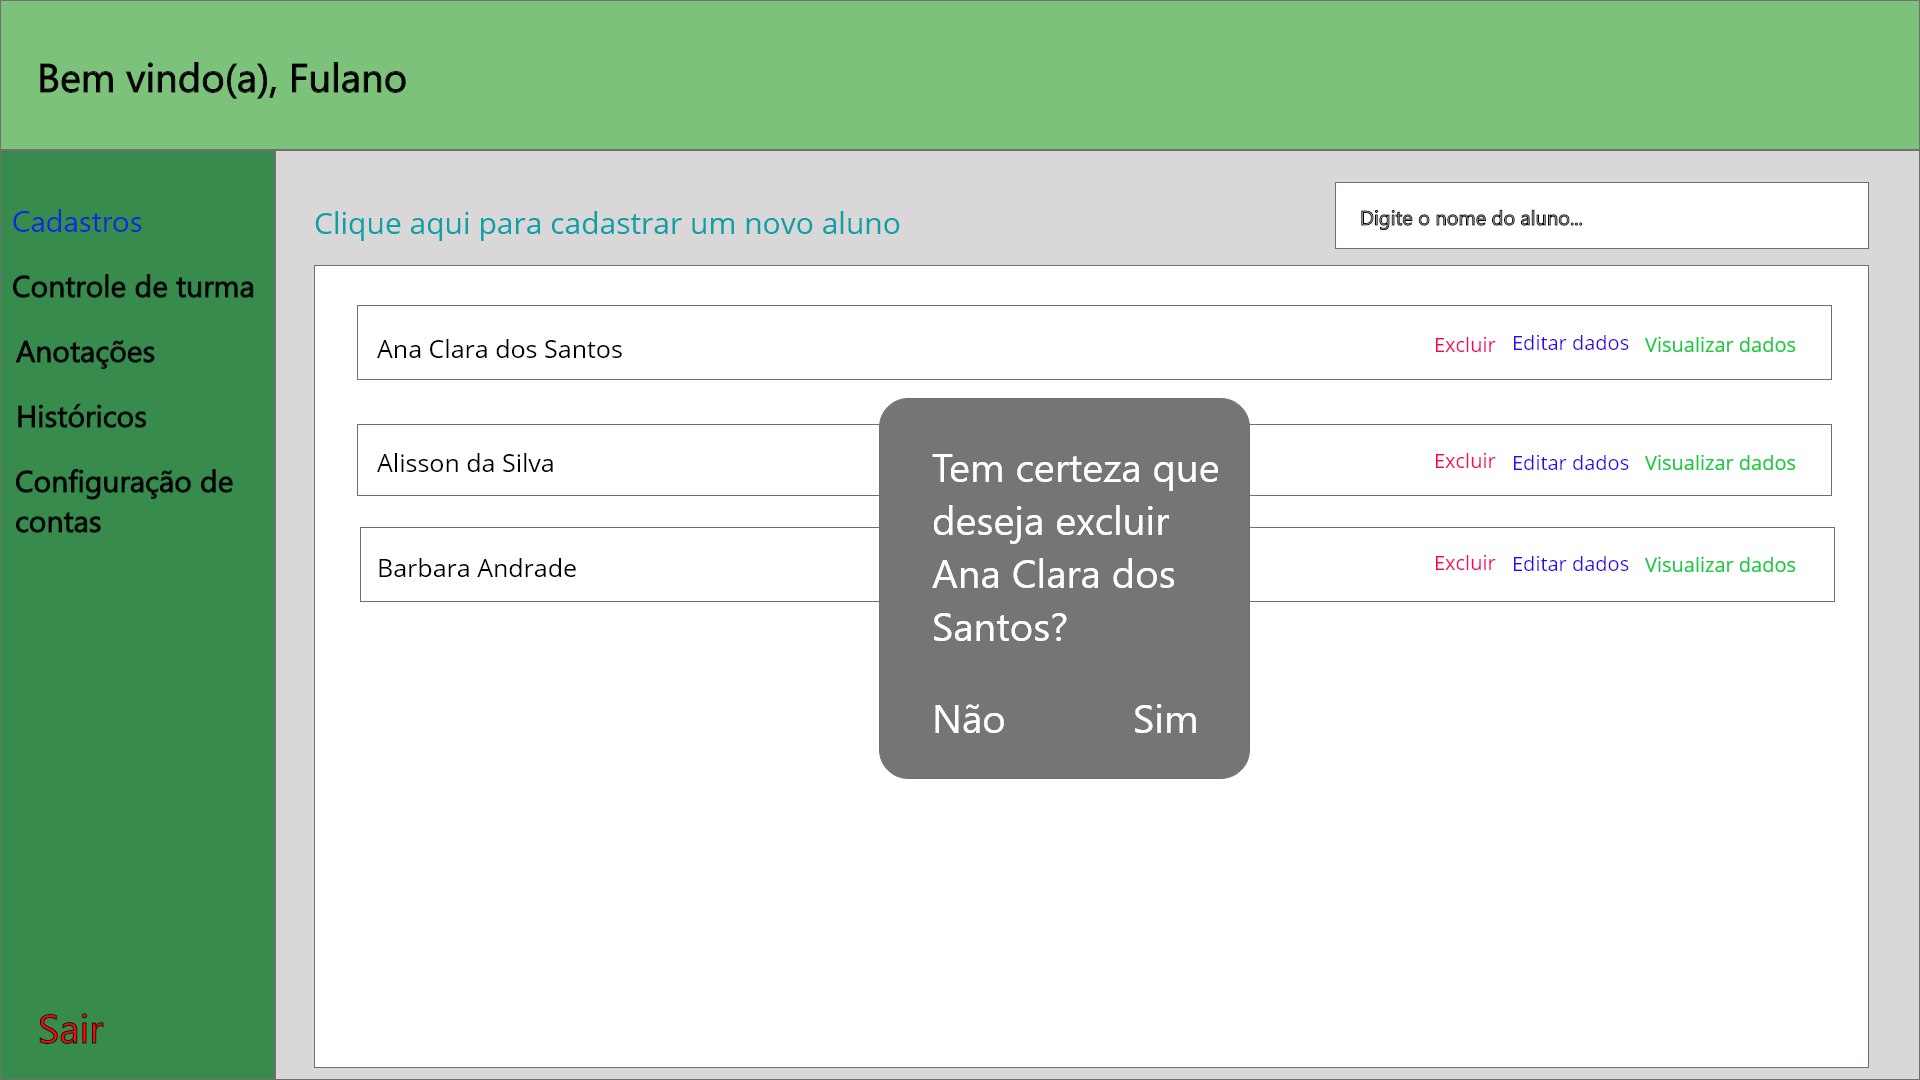 Bem vindo(a), Fulano
Cadastros
Controle de turma
Anotações
Históricos
Configuração de
contas
Sair
Clique aqui para cadastrar um novo aluno
Digite o nome do aluno...
Ana Clara dos Santos
Excluir Editar dados Visualizar dados
Alisson da Silva
Excluir Editar dados Visualizar dados
Barbara Andrade
Excluir Editar dados Visualizar dados
Tem certeza que
deseja excluir
Ana Clara dos
Santos?
Não Sim